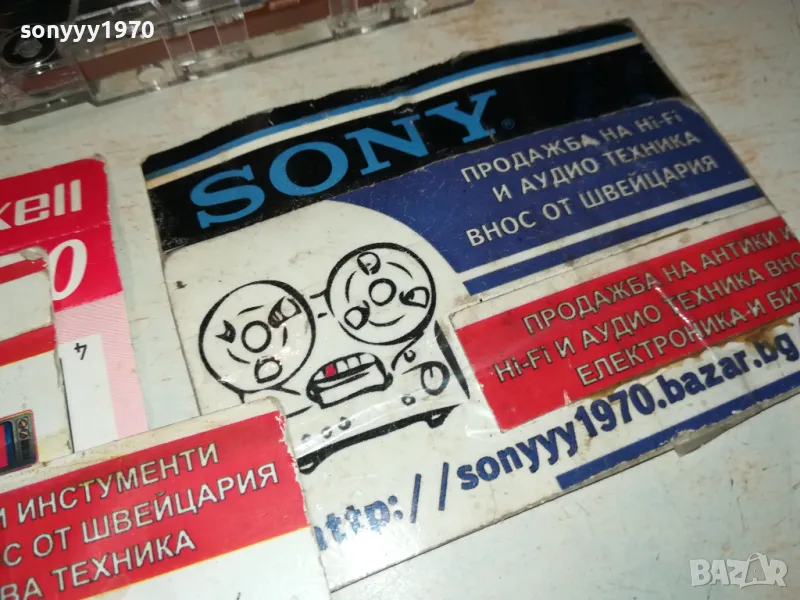 sonyyy1970
SONY
ПРОДАЖБА НА Hi-Fi
И АУДИО ТЕХНИКА
ВНОС ОТ ШВЕЙЦАРИЯ
ПРОДАЖБА НА АНТИКИ И
Hi-Fi И АУДИО ТЕХНИКА ВНО
ЕЛЕКТРОНИКА И БИТ
http://sonyyy1970.bazar.bg/
xell
0
4
И ИНСТУМЕНТИ
С ОТ ШВЕЙЦАРИЯ
ВА ТЕХНИКА
BAZAR